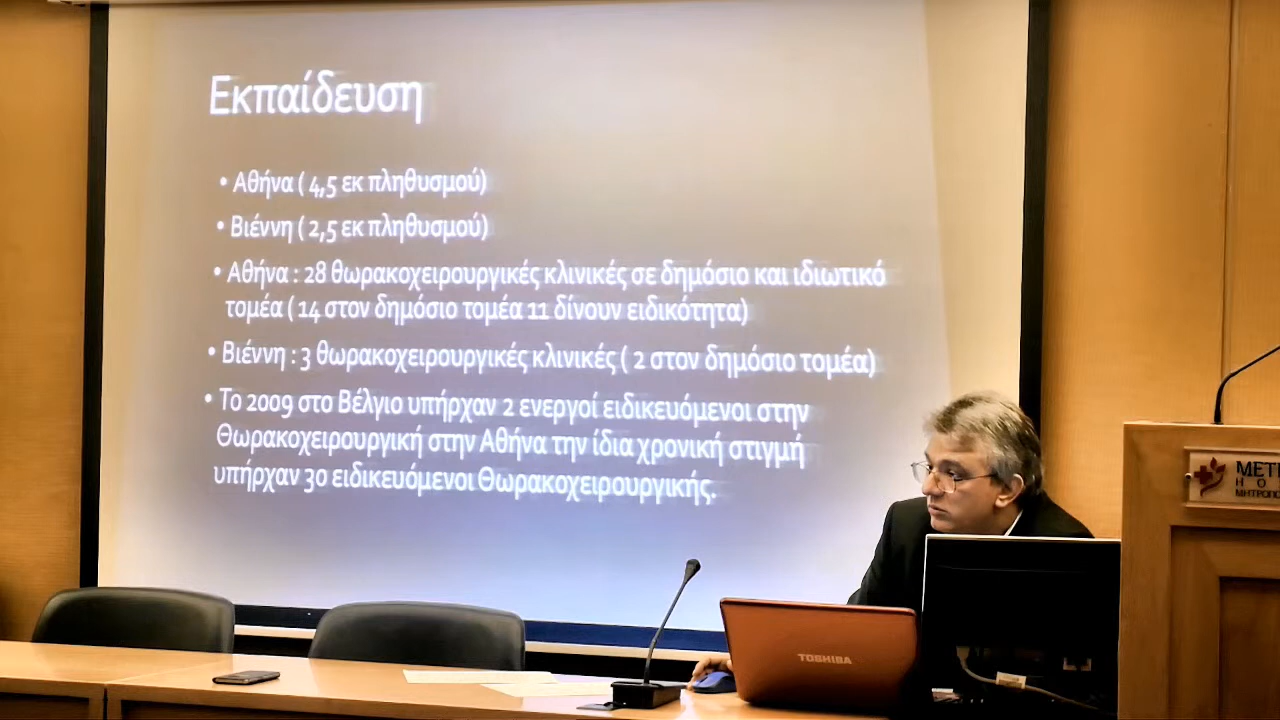 Εκπαίδευση
• Αθήνα ( 4,5 εκ πληθυσμού)
• Βιέννη ( 2,5 εκ πληθυσμού)
• Αθήνα : 28 θωρακοχειρουργικές κλινικές σε δημόσιο και ιδιωτικό
τομέα ( 14 στον δημόσιο τομέα 11 δίνουν ειδικότητα)
• Βιέννη : 3 θωρακοχειρουργικές κλινικές ( 2 στον δημόσιο τομέα)
• Το 2009 στο Βέλγιο υπήρχαν 2 ενεργοί ειδικευόμενοι στην
Θωρακοχειρουργική στην Αθήνα την ίδια χρονική στιγμή
υπήρχαν 30 ειδικευόμενοι Θωρακοχειρουργικής.
TOSHIBA